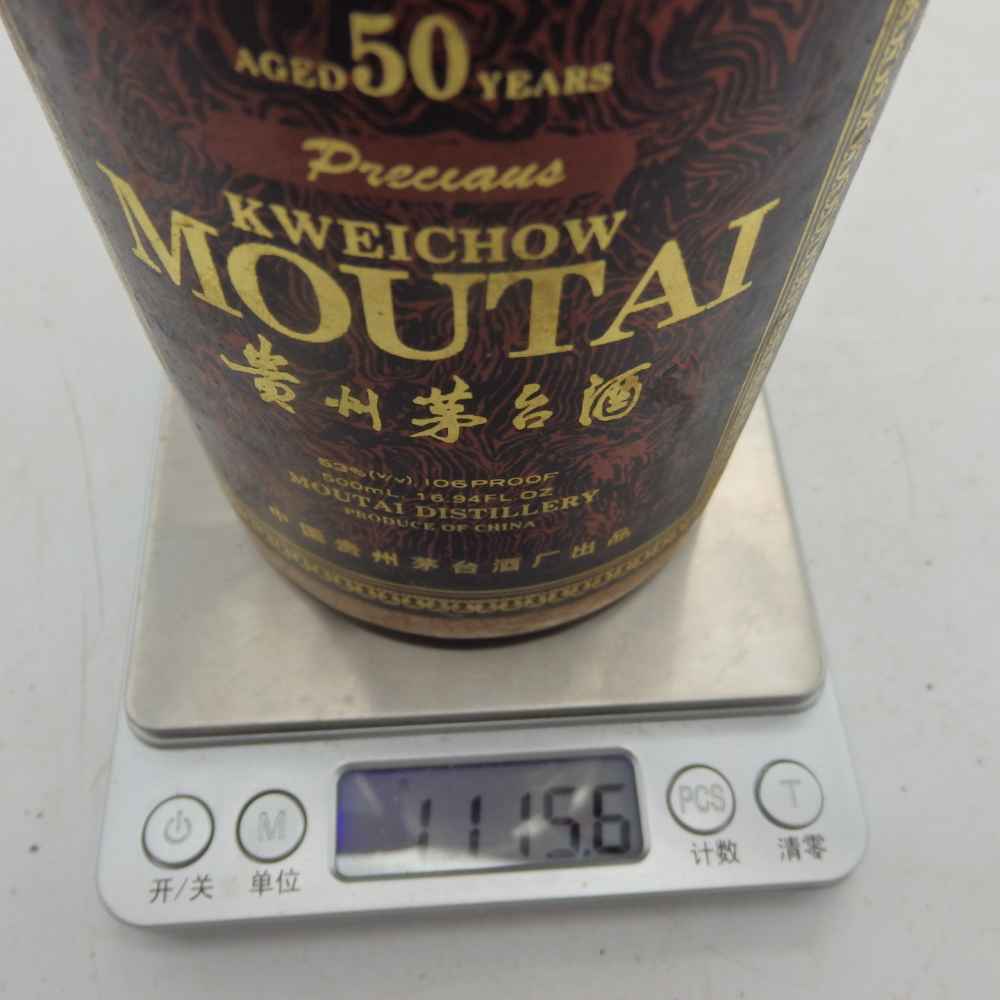 AGED 50 YEARS
Preciaus
KWEICHOW
MOUTAI
贵州茅台酒
53%(V/V), 106PROOF
500mL, 16.94FL.OZ
MOUTAI DISTILLERY
PRODUCE OF CHINA
中国贵州茅台酒厂出品
1115.6
M
PCS
T
开/关
单位
计数
清零